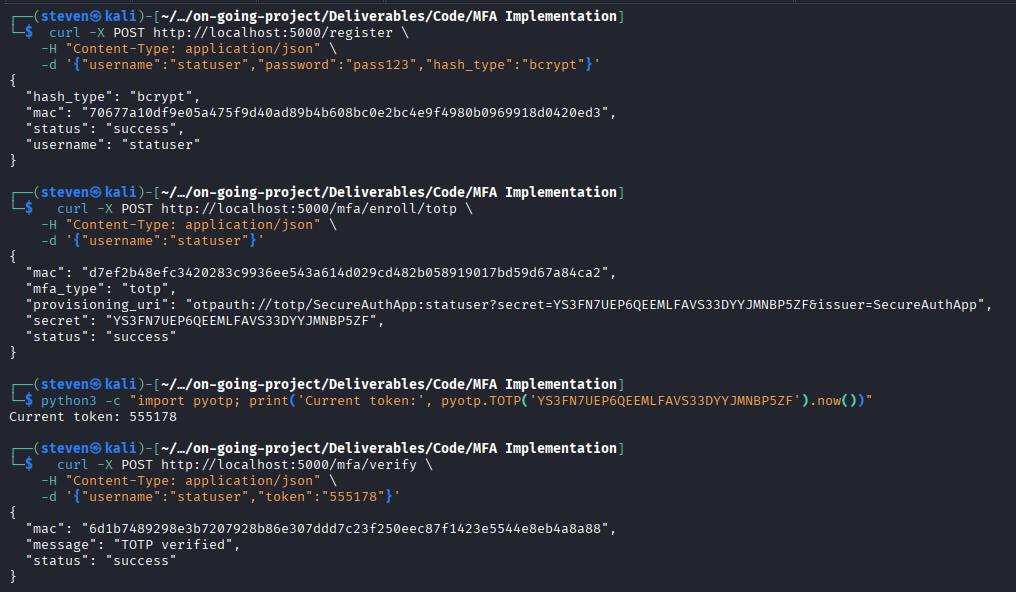 ┌──(steven㉿kali)-[~/…/on-going-project/Deliverables/Code/MFA Implementation]
└─$  curl -X POST http://localhost:5000/register \
    -H "Content-Type: application/json" \
    -d '{"username":"statuser","password":"pass123","hash_type":"bcrypt"}'
{
  "hash_type": "bcrypt",
  "mac": "70677a10df9e05a475f9d40ad89b4b608bc0e2bc4e9f4980b0969918d0420ed3",
  "status": "success",
  "username": "statuser"
}
┌──(steven㉿kali)-[~/…/on-going-project/Deliverables/Code/MFA Implementation]
└─$   curl -X POST http://localhost:5000/mfa/enroll/totp \
    -H "Content-Type: application/json" \
    -d '{"username":"statuser"}'
{
  "mac": "d7ef2b48efc3420283c9936ee543a614d029cd482b058919017bd59d67a84ca2",
  "mfa_type": "totp",
  "provisioning_uri": "otpauth://totp/SecureAuthApp:statuser?secret=YS3FN7UEP6QEEMLFAVS33DYYJMNBP5ZF&issuer=SecureAuthApp",
  "secret": "YS3FN7UEP6QEEMLFAVS33DYYJMNBP5ZF",
  "status": "success"
}
┌──(steven㉿kali)-[~/…/on-going-project/Deliverables/Code/MFA Implementation]
└─$ python3 -c "import pyotp; print('Current token:', pyotp.TOTP('YS3FN7UEP6QEEMLFAVS33DYYJMNBP5ZF').now())"
Current token: 555178
┌──(steven㉿kali)-[~/…/on-going-project/Deliverables/Code/MFA Implementation]
└─$   curl -X POST http://localhost:5000/mfa/verify \
    -H "Content-Type: application/json" \
    -d '{"username":"statuser","token":"555178"}'
{
  "mac": "6d1b7489298e3b7207928b86e307ddd7c23f250eec87f1423e5544e8eb4a8a88",
  "message": "TOTP verified",
  "status": "success"
}